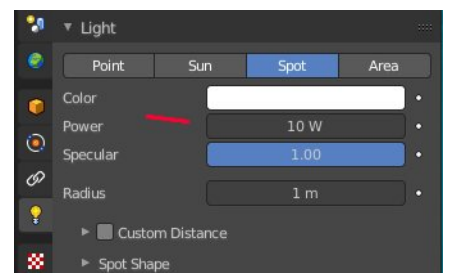 Light
Point Sun Spot Area
Color
Power 10 W
Specular 1.00
Radius 1 m
Custom Distance
Spot Shape